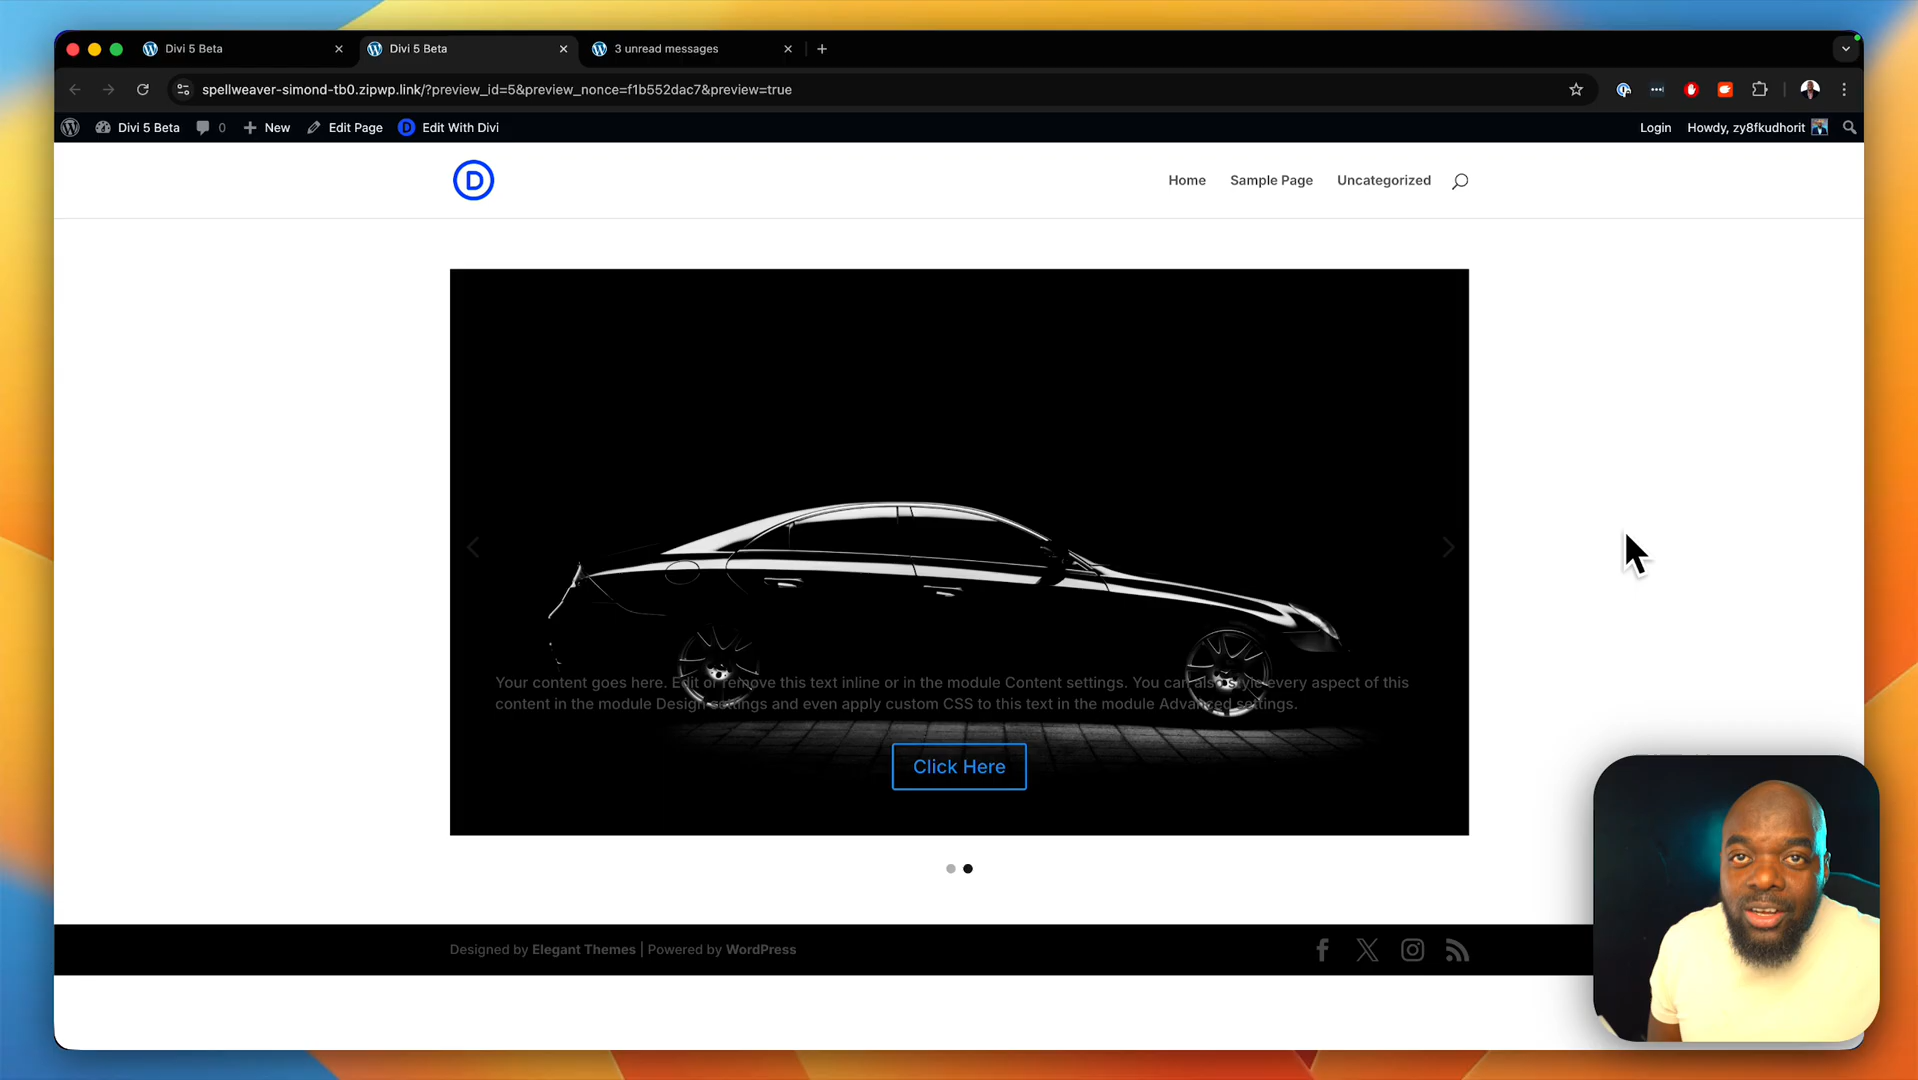 Divi 5 Beta
Divi 5 Beta
3 unread messages
spellweaver-simond-tb0.zipwp.link/?preview_id=5&preview_nonce=f1b552dac7&preview=true
Divi 5 Beta 0 New Edit Page D Edit With Divi Login Howdy, zy8fkudhorit
D Home Sample Page Uncategorized
Your content goes here. Edit or remove this text inline or in the module Content settings. You can also style every aspect of this
content in the module Design settings and even apply custom CSS to this text in the module Advanced settings.
Click Here
Designed by Elegant Themes | Powered by WordPress